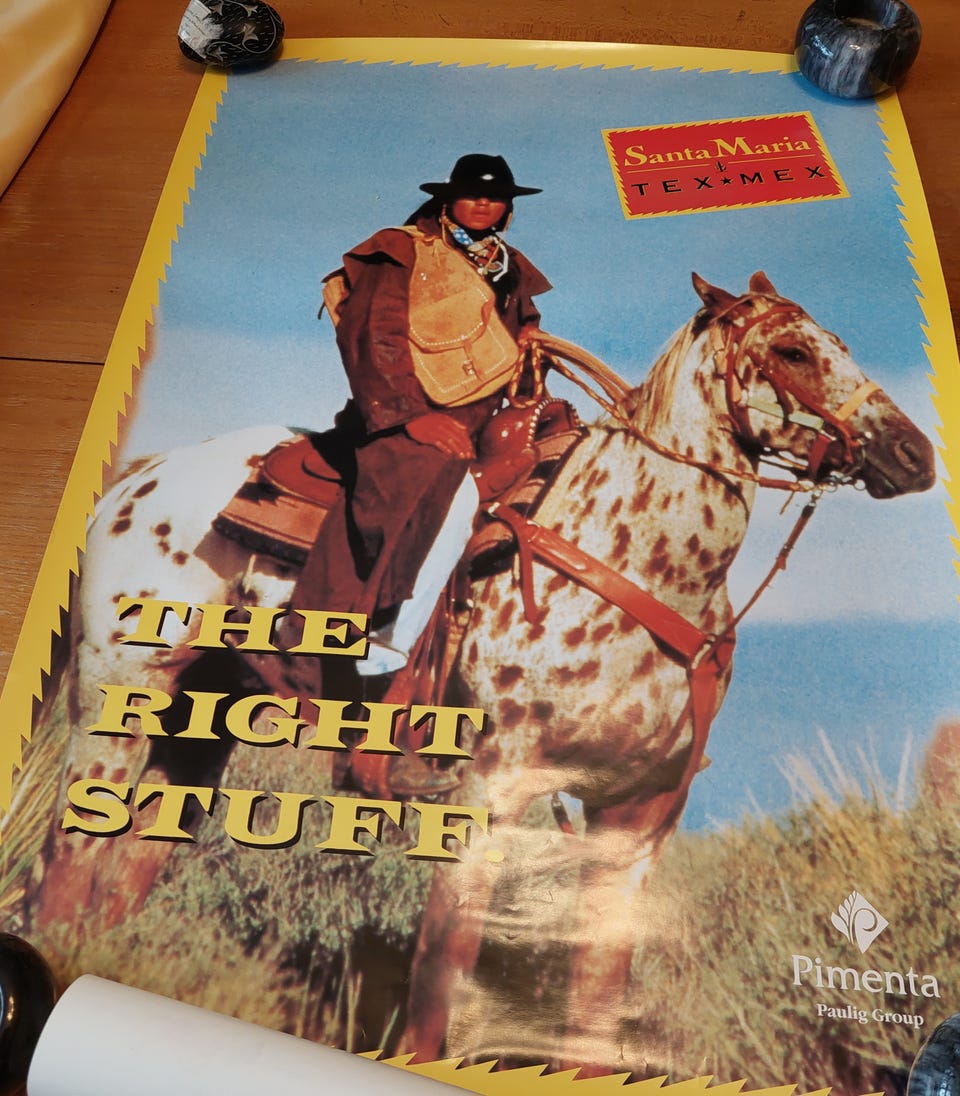 Santa Maria
TEX★MEX
THE
RIGHT
STUFF.
Pimenta
Paulig Group